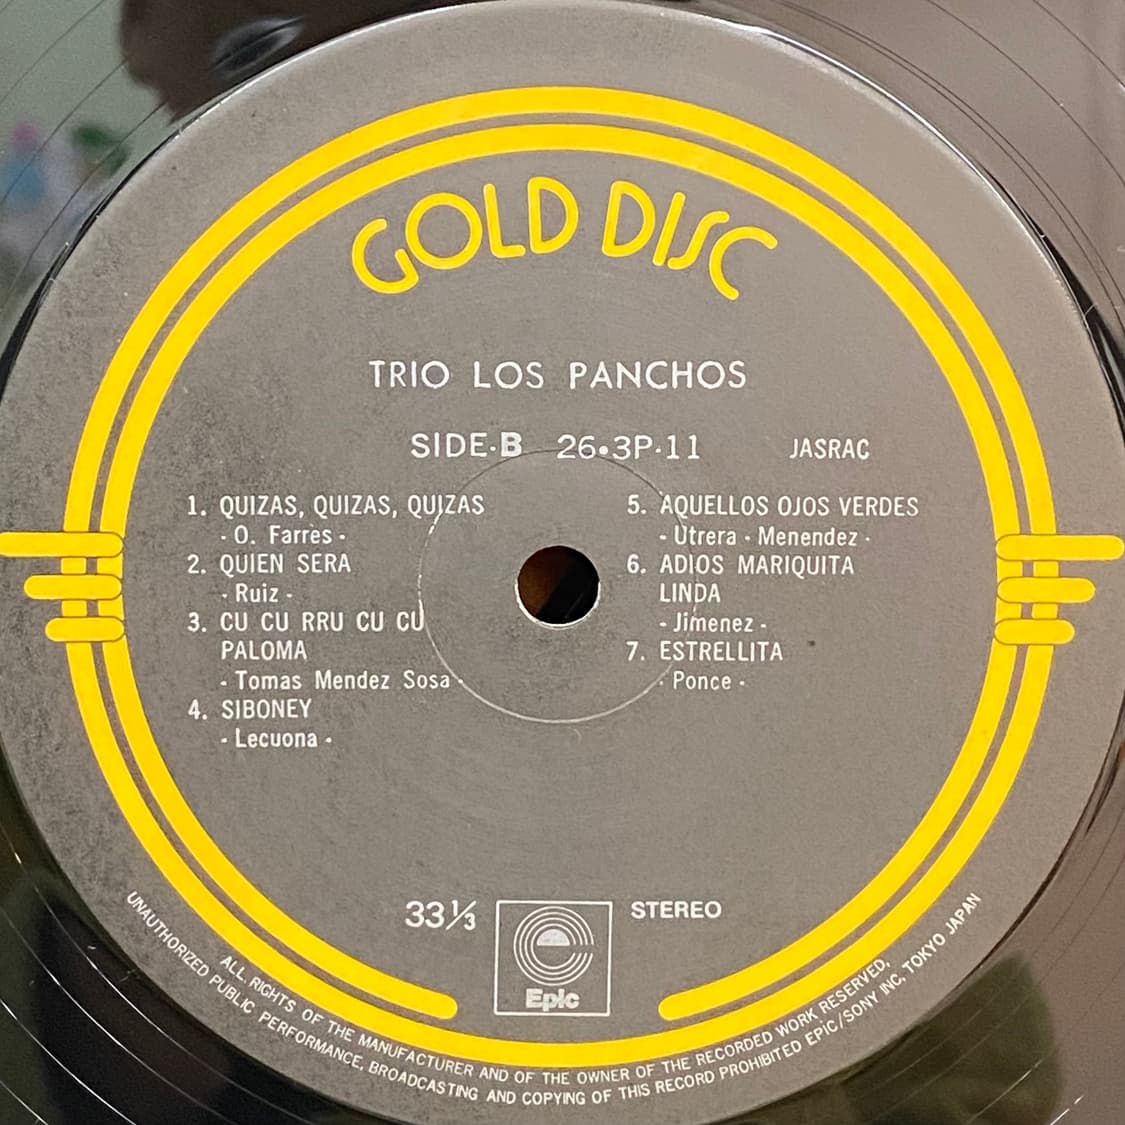 GOLD DISC
TRIO LOS PANCHOS
SIDE·B 26·3P·11 JASRAC
1. QUIZAS, QUIZAS, QUIZAS
- O. Farrès -
2. QUIEN SERA
- Ruiz -
3. CU CU RRU CU CU
PALOMA
- Tomas Mendez Sosa
4. SIBONEY
- Lecuona -
5. AQUELLOS OJOS VERDES
- Utrera - Menendez -
6. ADIOS MARIQUITA
LINDA
- Jimenez -
7. ESTRELLITA
- Ponce -
33⅓ STEREO
Epic
ALL RIGHTS OF THE MANUFACTURER AND OF THE OWNER OF THE RECORDED WORK RESERVED,
UNAUTHORIZED PUBLIC PERFORMANCE, BROADCASTING AND COPYING OF THIS RECORD PROHIBITED EPIC/SONY INC, TOKYO JAPAN